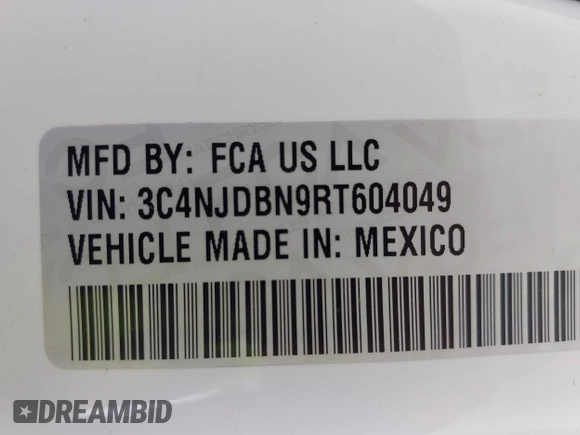 MFD BY: FCA US LLC
VIN: 3C4NJDBN9RT604049
VEHICLE MADE IN: MEXICO
DREAMBID